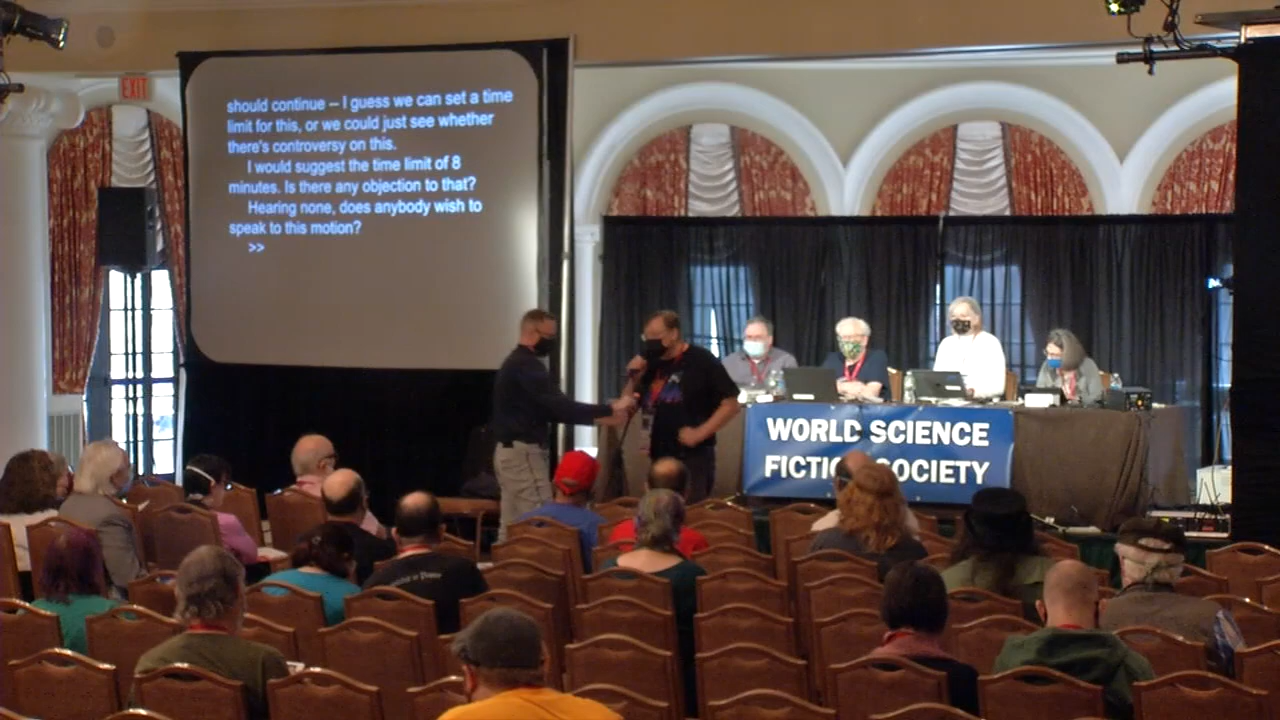 EXIT
should continue -- I guess we can set a time
limit for this, or we could just see whether
there's controversy on this.
I would suggest the time limit of 8
minutes. Is there any objection to that?
Hearing none, does anybody wish to
speak to this motion?
>>
WORLD SCIENCE
FICTION SOCIETY